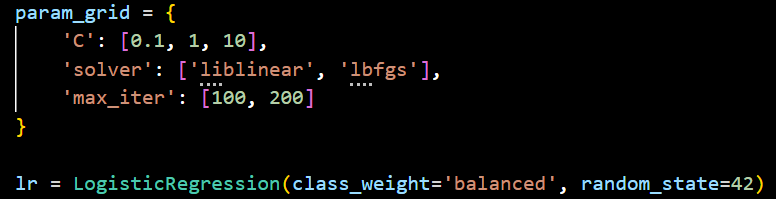 param_grid = {
    'C': [0.1, 1, 10],
    'solver': ['liblinear', 'lbfgs'],
    'max_iter': [100, 200]
}
lr = LogisticRegression(class_weight='balanced', random_state=42)